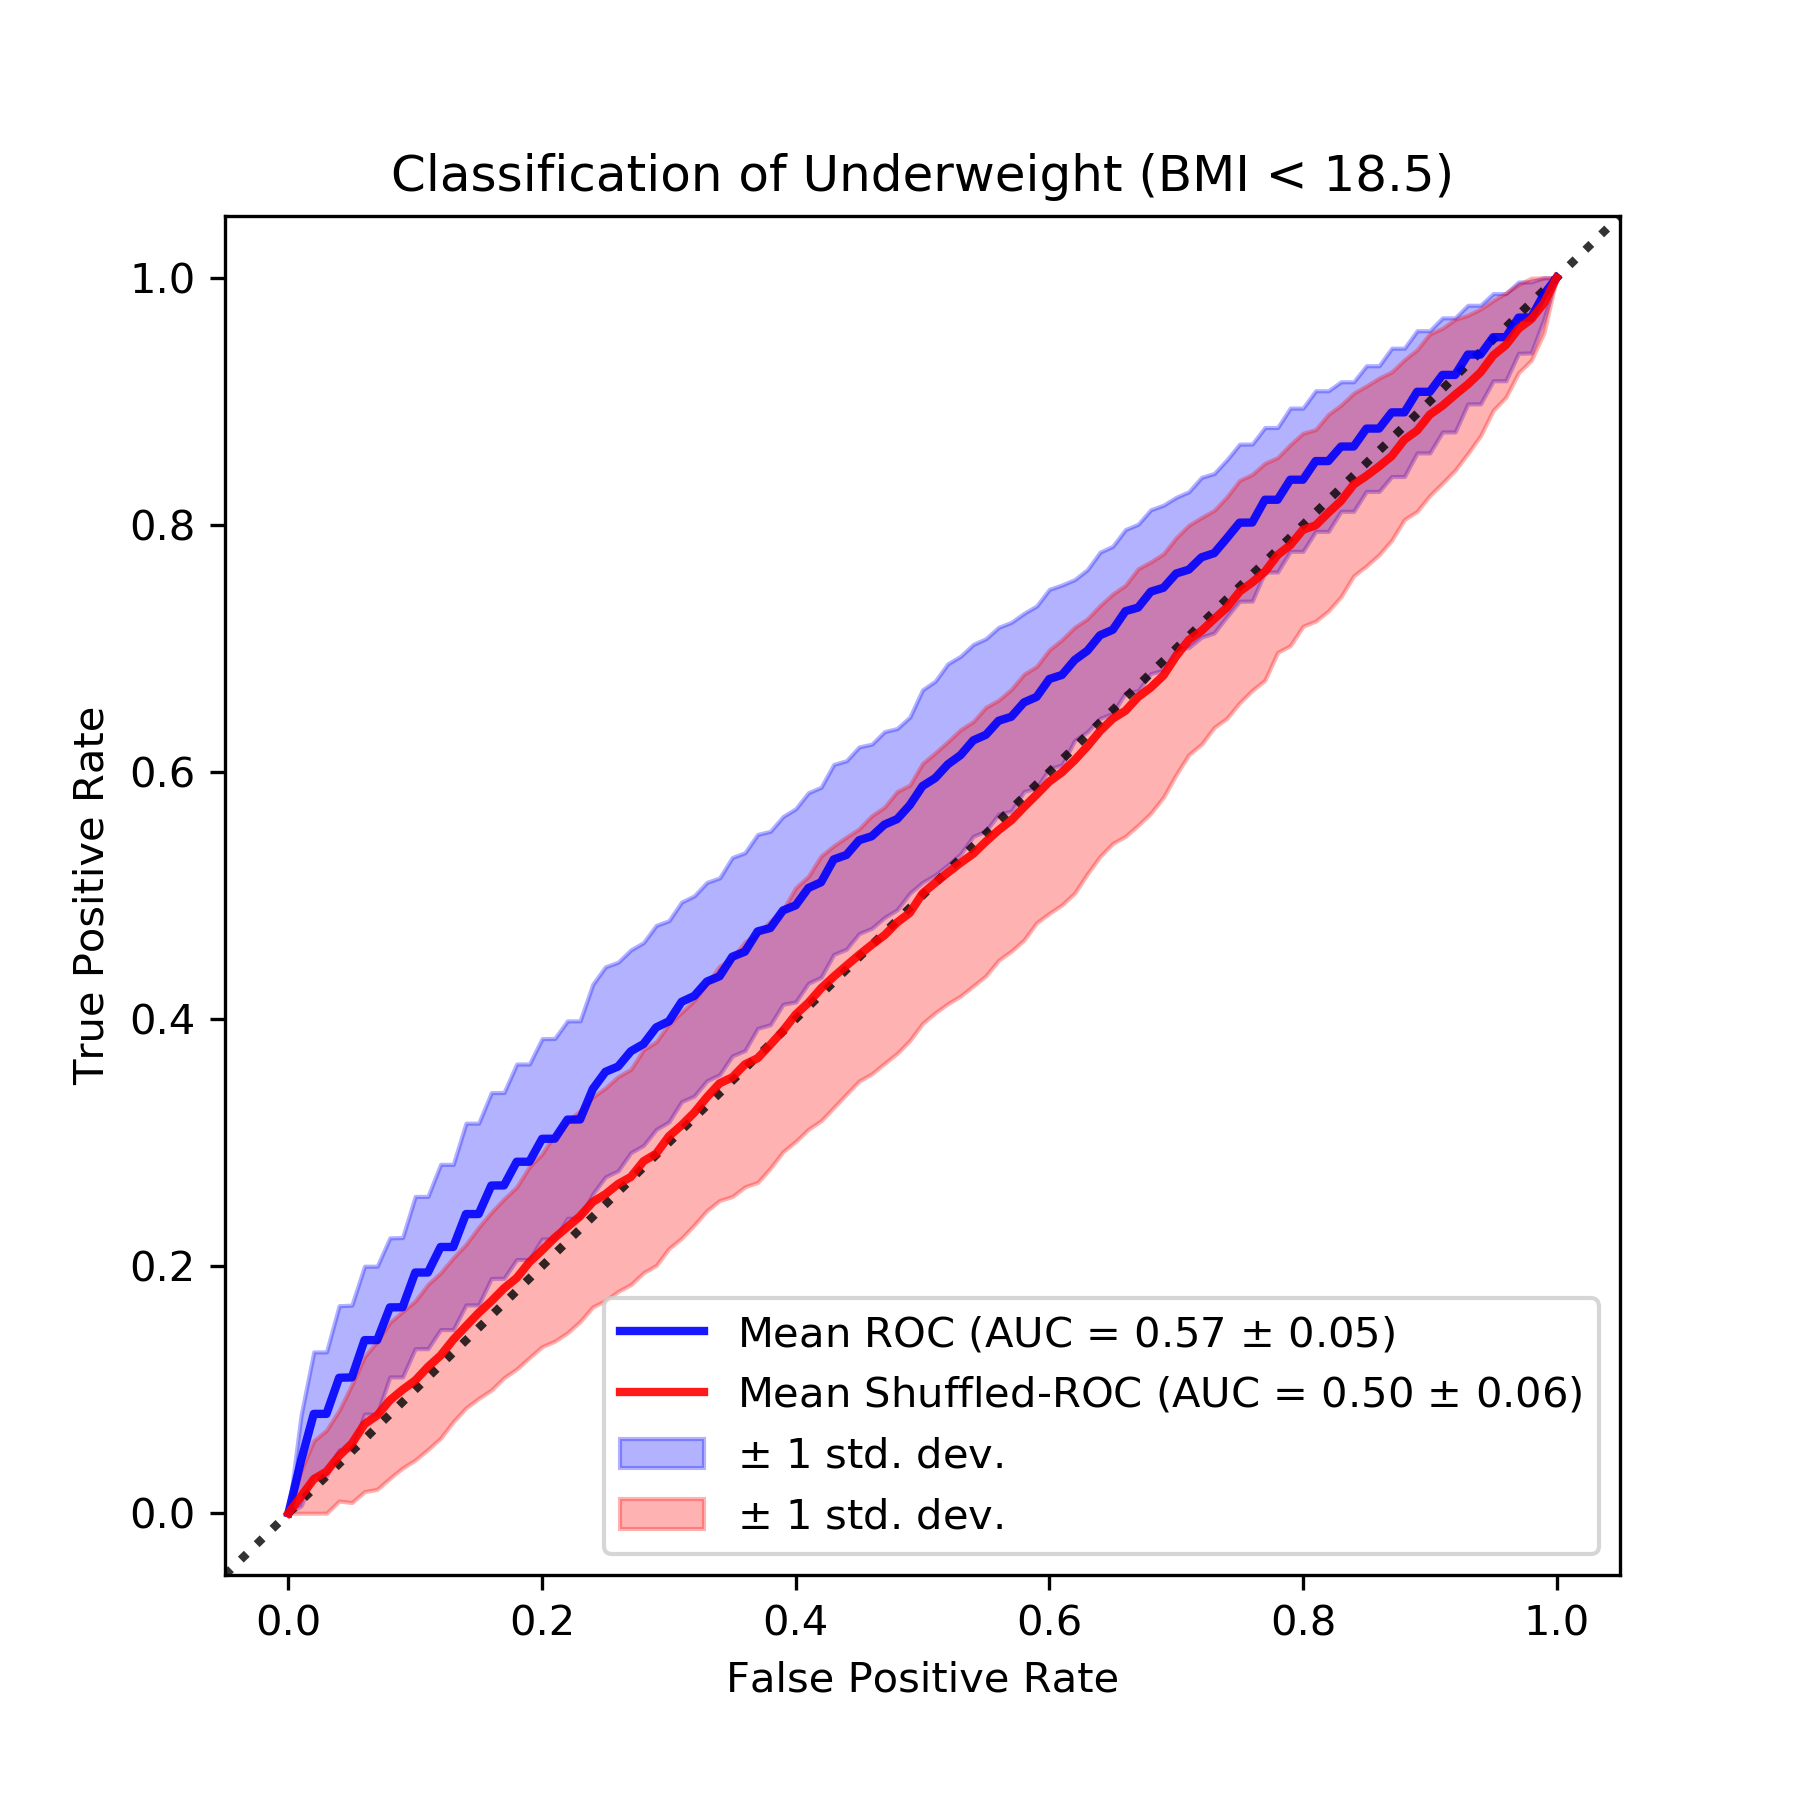 Classification of Underweight (BMI < 18.5)
1.0
0.8
0.6
0.4
0.2
0.0
True Positive Rate
Mean ROC (AUC = 0.57 ± 0.05)
Mean Shuffled-ROC (AUC = 0.50 ± 0.06)
± 1 std. dev.
± 1 std. dev.
0.0 0.2 0.4 0.6 0.8 1.0
False Positive Rate